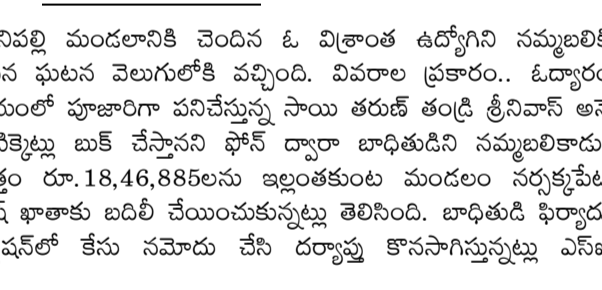 నిపల్లి మండలానికి చెందిన ఓ విశ్రాంత ఉద్యోగిని నమ్మబలికి
న ఘటన వెలుగులోకి వచ్చింది. వివరాల ప్రకారం.. ఓద్యారం
యంలో పూజారిగా పనిచేస్తున్న సాయి తరుణ్ తండ్రి శ్రీనివాస్ అనే
టిక్కెట్లు బుక్ చేస్తానని ఫోన్ ద్వారా బాధితుడిని నమ్మబలికాడు
త్తం రూ.18,46,885లను ఇల్లంతకుంట మండలం నర్సక్కపేట
ఖాతాకు బదిలీ చేయించుకున్నట్లు తెలిసింది. బాధితుడి ఫిర్యాదు
షన్‌లో కేసు నమోదు చేసి దర్యాప్తు కొనసాగిస్తున్నట్లు ఎస్ఐ